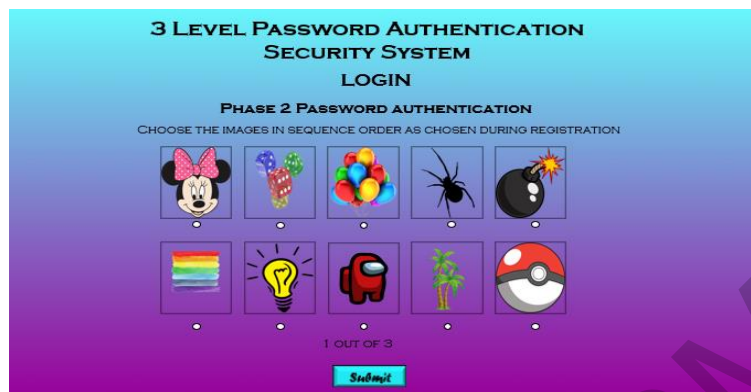 3 Level Password Authentication
Security System
LOGIN
Phase 2 Password authentication
Choose the images in sequence order as chosen during registration
1 out of 3
Submit